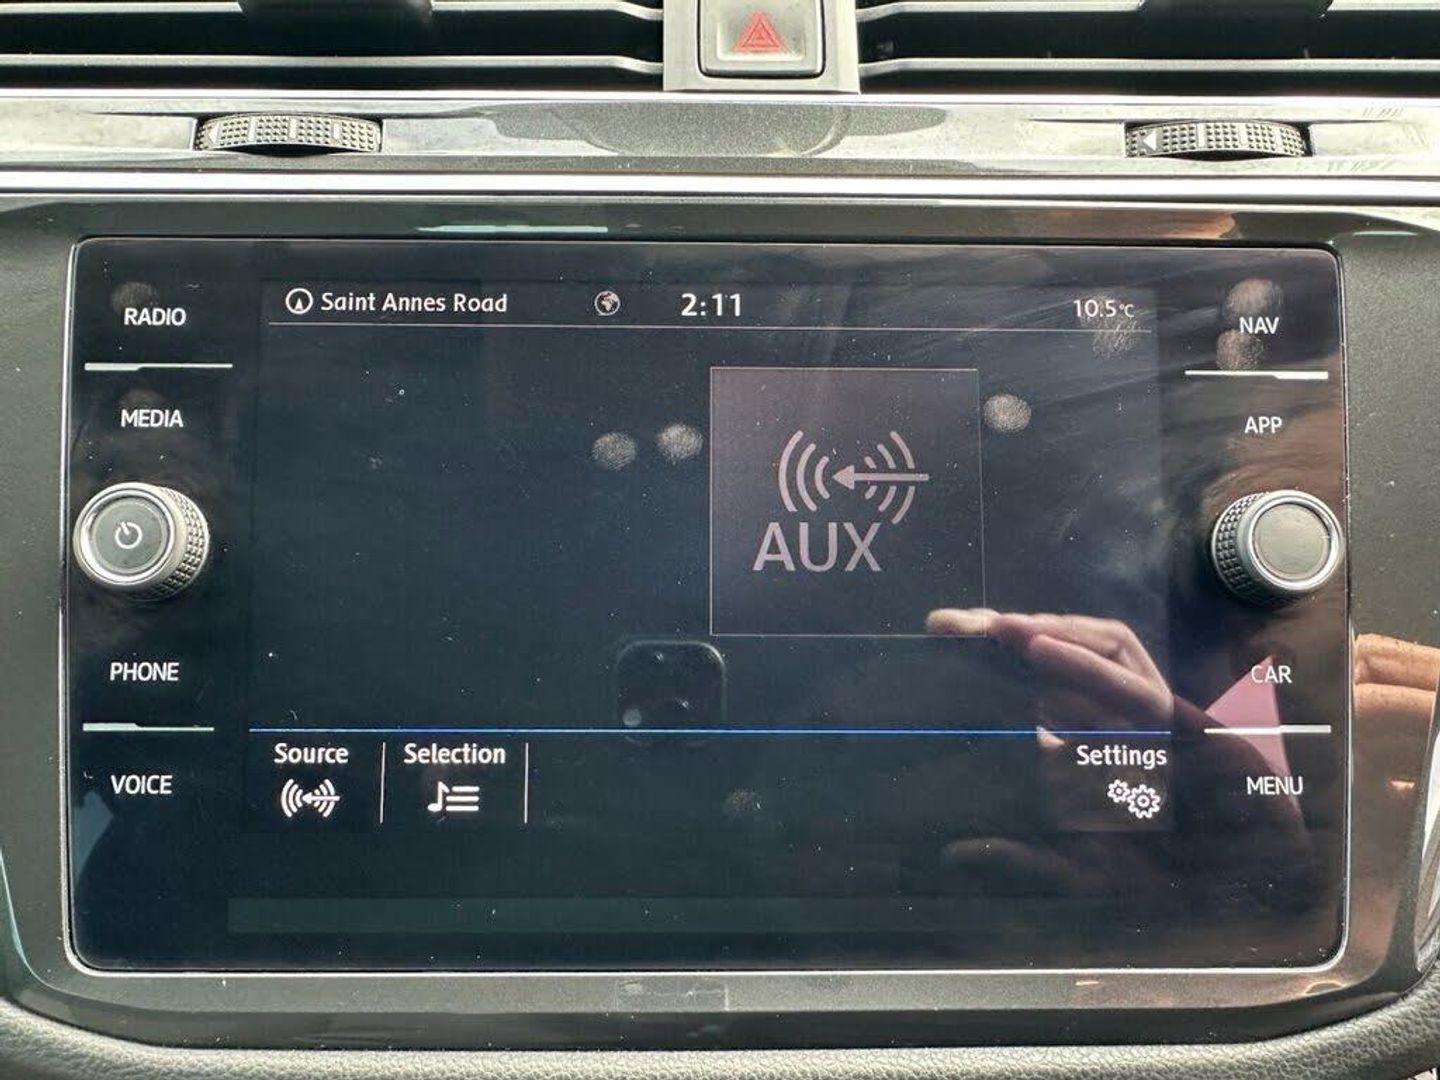 RADIO
MEDIA
PHONE
VOICE
Saint Annes Road
2:11
10.5°C
AUX
Source
Selection
Settings
NAV
APP
CAR
MENU